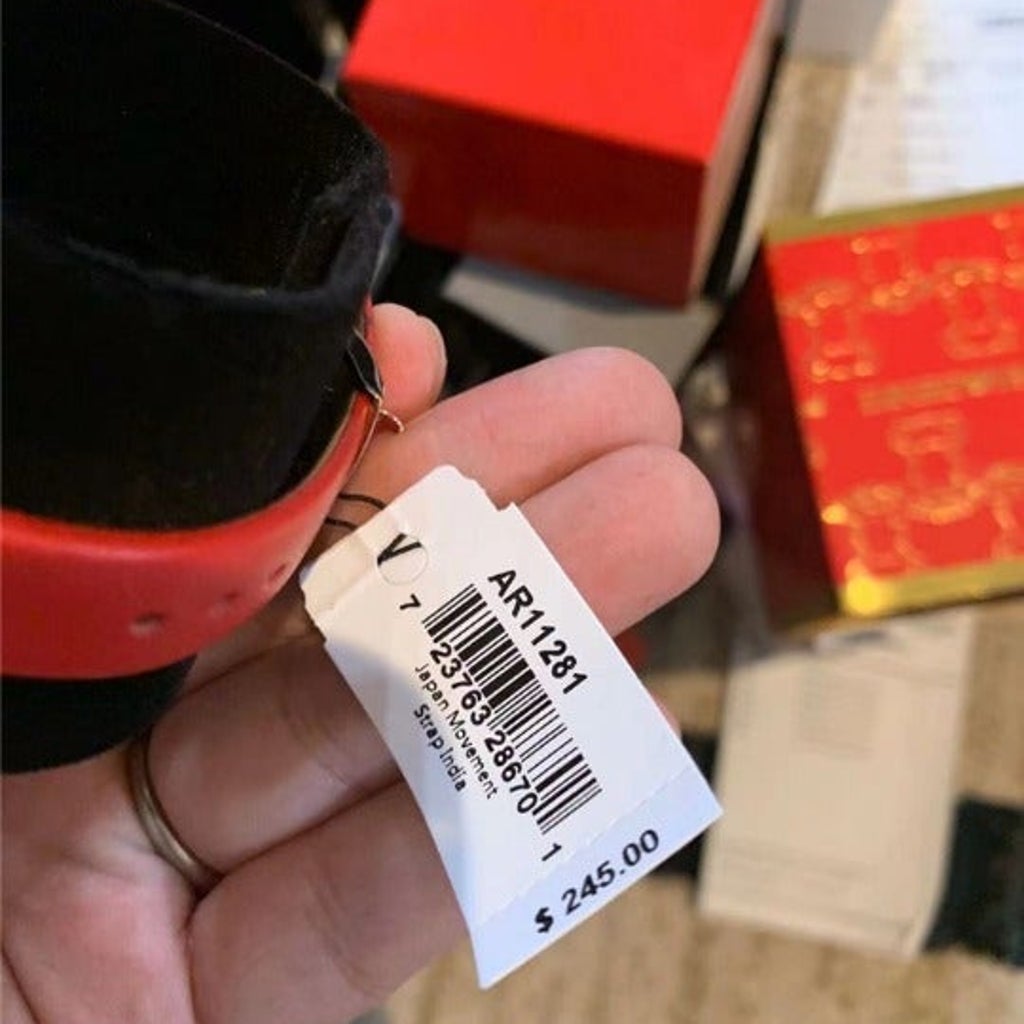 V
AR11281
7 23763 28670 1
Japan Movement
Strap India
$ 245.00